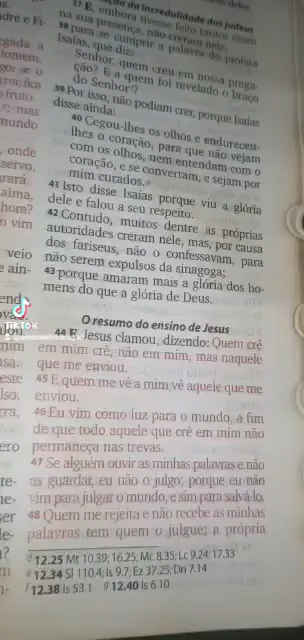 ção da incredulidade dos judeus
37 E, embora tivesse feito tantos sinais
na sua presença, não creram nele,
38 para se cumprir a palavra do profeta
Isaías, que diz:
Senhor, quem creu em nossa prega-
ção? E a quem foi revelado o braço
do Senhor?
39 Por isso, não podiam crer, porque Isaías
disse ainda:
40 Cegou-lhes os olhos e endureceu-
lhes o coração, para que não vejam
com os olhos, nem entendam com o
coração, e se convertam, e sejam por
mim curados.
41 Isto disse Isaías porque viu a glória
dele e falou a seu respeito.
42 Contudo, muitos dentre as próprias
autoridades creram nele, mas, por causa
dos fariseus, não o confessavam, para
não serem expulsos da sinagoga;
43 porque amaram mais a glória dos ho-
mens do que a glória de Deus.
O resumo do ensino de Jesus
44 E Jesus clamou, dizendo: Quem crê
em mim crê, não em mim, mas naquele
que me enviou.
45 E quem me vê a mim vê aquele que me
enviou.
46 Eu vim como luz para o mundo, a fim
de que todo aquele que crê em mim não
permaneça nas trevas.
47 Se alguém ouvir as minhas palavras e não
as guardar, eu não o julgo; porque eu não
vim para julgar o mundo, e sim para salvá-lo.
48 Quem me rejeita e não recebe as minhas
palavras tem quem o julgue; a própria
d 12.25 Mt 10.39; 16.25; Mc 8.35; Lc 9.24; 17.33
e 12.34 Sl 110.4; Is 9.7; Ez 37.25; Dn 7.14
f 12.38 Is 53.1 g 12.40 Is 6.10
TikTok